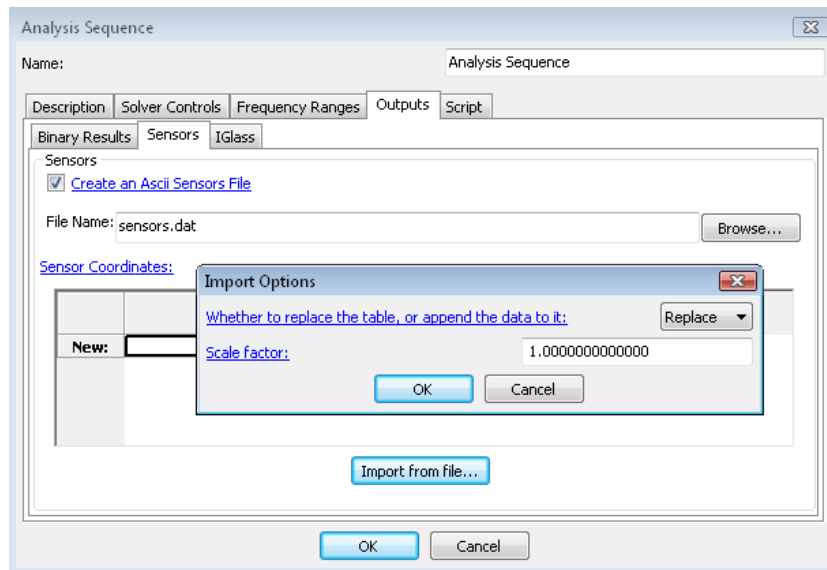 Analysis Sequence
Name: Analysis Sequence
Description Solver Controls Frequency Ranges Outputs Script
Binary Results Sensors IGlass
Sensors
Create an Ascii Sensors File
File Name: sensors.dat Browse...
Sensor Coordinates:
Import Options
Whether to replace the table, or append the data to it: Replace
New:
Scale factor: 1.0000000000000
OK Cancel
Import from file...
OK Cancel